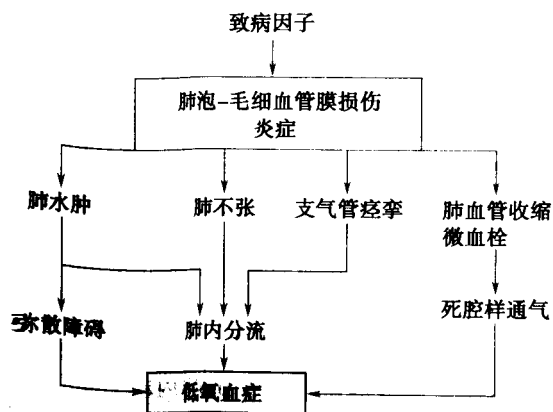 致病因子
肺泡-毛细血管膜损伤
炎症
肺水肿 肺不张 支气管痉挛 肺血管收缩
微血栓
弥散障碍 肺内分流 死腔样通气
低氧血症